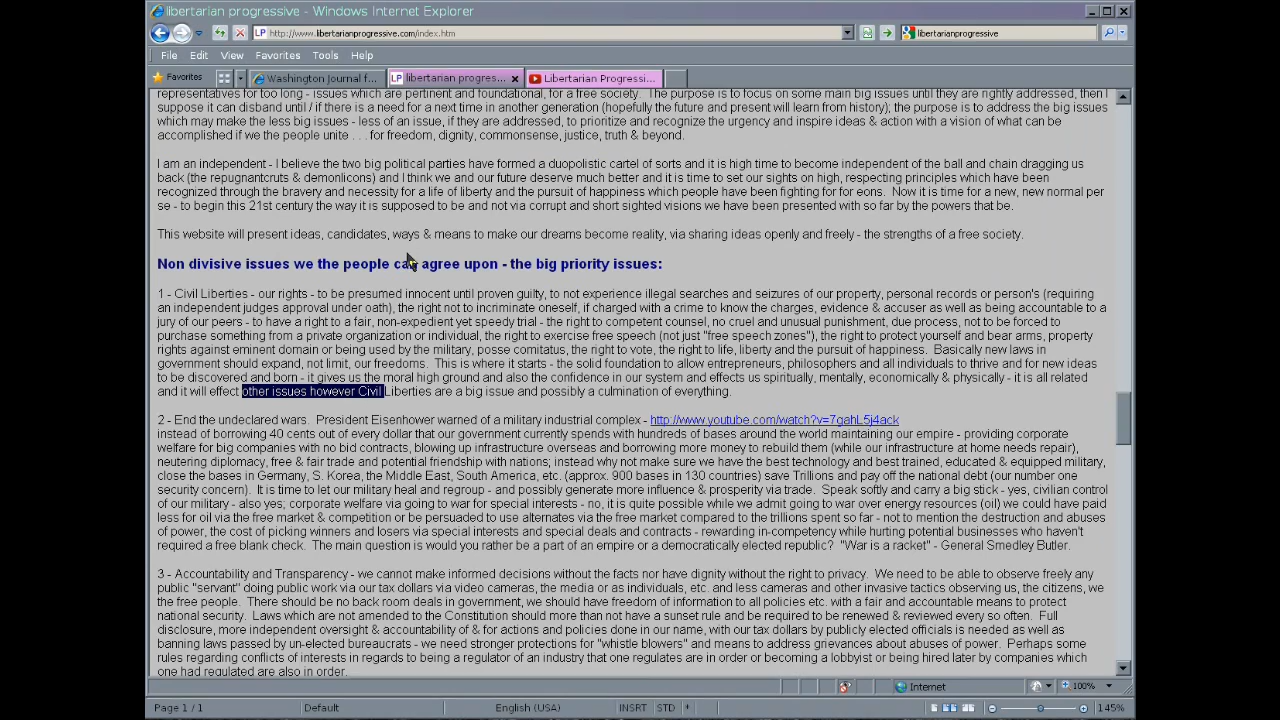 libertarian progressive - Windows Internet Explorer
http://www.libertarianprogressive.com/index.htm
libertarianprogressive
File Edit View Favorites Tools Help
Favorites
Washington Journal f...
libertarian progres...
Libertarian Progressi...
representatives for too long - issues which are pertinent and foundational, for a free society. The purpose is to focus on some main big issues until they are rightly addressed, then I
suppose it can disband until / if there is a need for a next time in another generation (hopefully the future and present will learn from history); the purpose is to address the big issues
which may make the less big issues - less of an issue, if they are addressed, to prioritize and recognize the urgency and inspire ideas & action with a vision of what can be
accomplished if we the people unite . . . for freedom, dignity, commonsense, justice, truth & beyond.
I am an independent - I believe the two big political parties have formed a duopolistic cartel of sorts and it is high time to become independent of the ball and chain dragging us
back (the repugnantcruts & demonlicons) and I think we and our future deserve much better and it is time to set our sights on high, respecting principles which have been
recognized through the bravery and necessity for a life of liberty and the pursuit of happiness which people have been fighting for for eons. Now it is time for a new, new normal per
se - to begin this 21st century the way it is supposed to be and not via corrupt and short sighted visions we have been presented with so far by the powers that be.
This website will present ideas, candidates, ways & means to make our dreams become reality, via sharing ideas openly and freely - the strengths of a free society.
Non divisive issues we the people can agree upon - the big priority issues:
1 - Civil Liberties - our rights - to be presumed innocent until proven guilty, to not experience illegal searches and seizures of our property, personal records or person's (requiring
an independent judges approval under oath), the right not to incriminate oneself, if charged with a crime to know the charges, evidence & accuser as well as being accountable to a
jury of our peers - to have a right to a fair, non-expedient yet speedy trial - the right to competent counsel, no cruel and unusual punishment, due process, not to be forced to
purchase something from a private organization or individual, the right to exercise free speech (not just "free speech zones"), the right to protect yourself and bear arms, property
rights against eminent domain or being used by the military, posse comitatus, the right to vote, the right to life, liberty and the pursuit of happiness. Basically new laws in
government should expand, not limit, our freedoms. This is where it starts - the solid foundation to allow entrepreneurs, philosophers and all individuals to thrive and for new ideas
to be discovered and born - it gives us the moral high ground and also the confidence in our system and effects us spiritually, mentally, economically & physically - it is all related
and it will effect other issues however Civil Liberties are a big issue and possibly a culmination of everything.
2 - End the undeclared wars. President Eisenhower warned of a military industrial complex - http://www.youtube.com/watch?v=7gahL5j4ack
instead of borrowing 40 cents out of every dollar that our government currently spends with hundreds of bases around the world maintaining our empire - providing corporate
welfare for big companies with no bid contracts, blowing up infrastructure overseas and borrowing more money to rebuild them (while our infrastructure at home needs repair),
neutering diplomacy, free & fair trade and potential friendship with nations; instead why not make sure we have the best technology and best trained, educated & equipped military,
close the bases in Germany, S. Korea, the Middle East, South America, etc. (approx. 900 bases in 130 countries) save Trillions and pay off the national debt (our number one
security concern). It is time to let our military heal and regroup - and possibly generate more influence & prosperity via trade. Speak softly and carry a big stick - yes, civilian control
of our military - also yes; corporate welfare via going to war for special interests - no, it is quite possible while we admit going to war over energy resources (oil) we could have paid
less for oil via the free market & competition or be persuaded to use alternates via the free market compared to the trillions spent so far - not to mention the destruction and abuses
of power, the cost of picking winners and losers via special interests and special deals and contracts - rewarding in-competency while hurting potential businesses who haven't
required a free blank check. The main question is would you rather be a part of an empire or a democratically elected republic? "War is a racket" - General Smedley Butler.
3 - Accountability and Transparency - we cannot make informed decisions without the facts nor have dignity without the right to privacy. We need to be able to observe freely any
public "servant" doing public work via our tax dollars via video cameras, the media or as individuals, etc. and less cameras and other invasive tactics observing us, the citizens, we
the free people. There should be no back room deals in government, we should have freedom of information to all policies etc. with a fair and accountable means to protect
national security. Laws which are not amended to the Constitution should more than not have a sunset rule and be required to be renewed & reviewed every so often. Full
disclosure, more independent oversight & accountability of & for actions and policies done in our name, with our tax dollars by publicly elected officials is needed as well as
banning laws passed by un-elected bureaucrats - we need stronger protections for "whistle blowers" and means to address grievances about abuses of power. Perhaps some
rules regarding conflicts of interests in regards to being a regulator of an industry that one regulates are in order or becoming a lobbyist or being hired later by companies which
one had regulated are also in order.
Internet
100%
Page 1 / 1 Default English (USA) INSRT STD * 145%